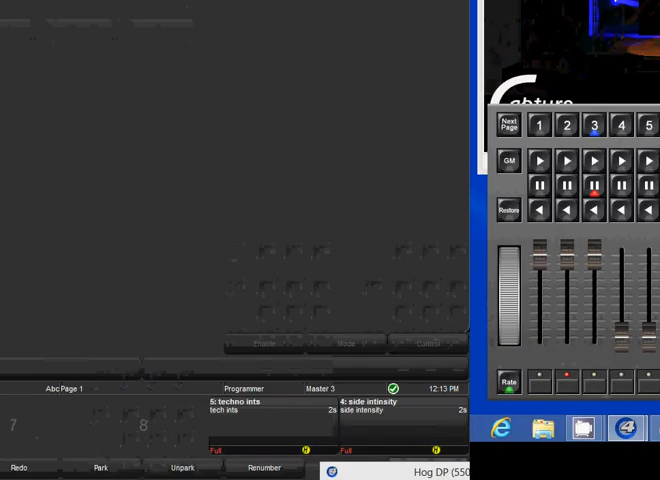 Capture
Next
Page
1
2
3
4
5
GM
Restore
Rate
Enable
Mode
Control
Abc Page 1
Programmer
Master 3
12:13 PM
7
8
5: techno ints
tech ints
2s
Full
4: side intinsity
side intensity
2s
Full
Redo
Park
Unpark
Renumber
Hog DP (550